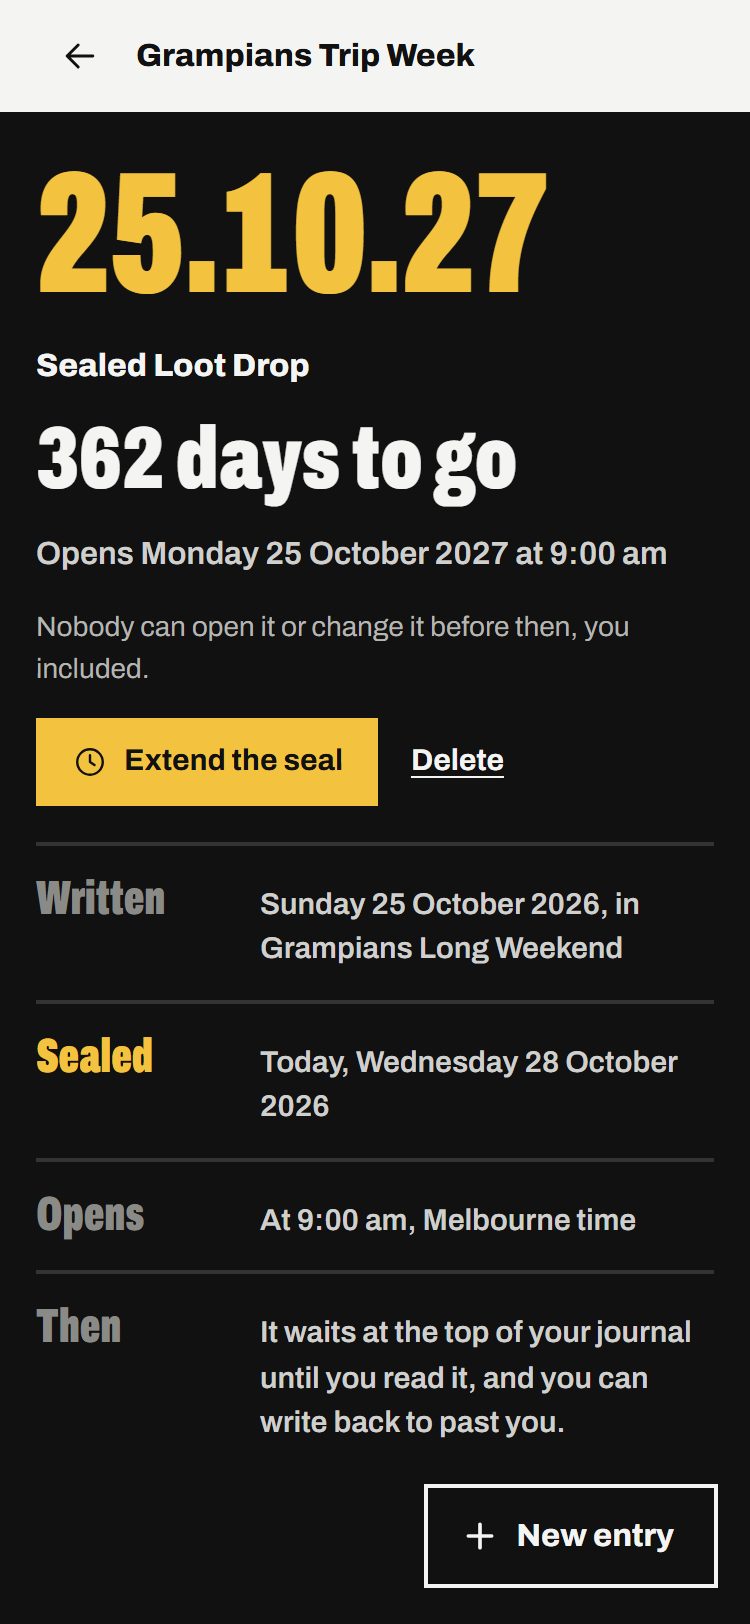 Grampians Trip Week
25.10.27
Sealed Loot Drop
362 days to go
Opens Monday 25 October 2027 at 9:00 am
Nobody can open it or change it before then, you
included.
Extend the seal
Delete
Written
Sunday 25 October 2026, in
Grampians Long Weekend
Sealed
Today, Wednesday 28 October
2026
Opens
At 9:00 am, Melbourne time
Then
It waits at the top of your journal
until you read it, and you can
write back to past you.
New entry